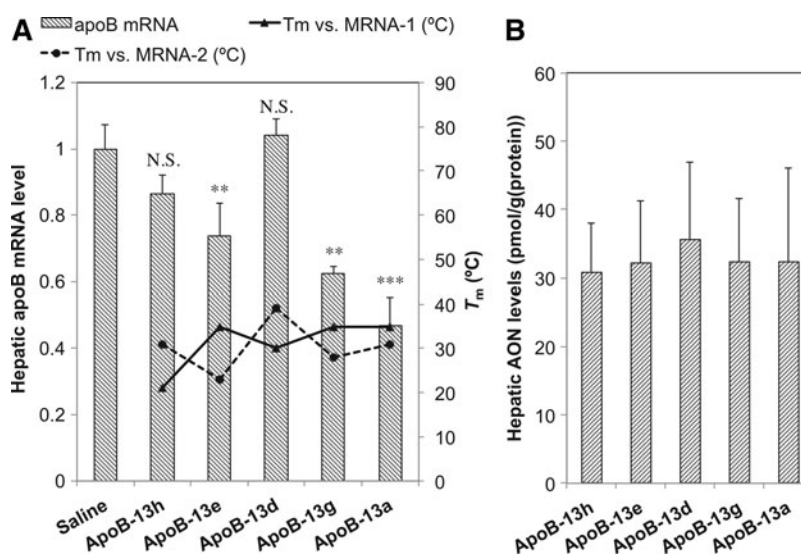 A
apoB mRNA
Tm vs. MRNA-1 (ºC)
Tm vs. MRNA-2 (ºC)
Hepatic apoB mRNA level
1.2
1
0.8
0.6
0.4
0.2
0
N.S.
**
N.S.
**
***
90
80
70
60
50
40
30
20
10
0
Tm (ºC)
Saline
ApoB-13h
ApoB-13e
ApoB-13d
ApoB-13g
ApoB-13a
B
Hepatic AON levels (pmol/g(protein))
60
50
40
30
20
10
0
ApoB-13h
ApoB-13e
ApoB-13d
ApoB-13g
ApoB-13a